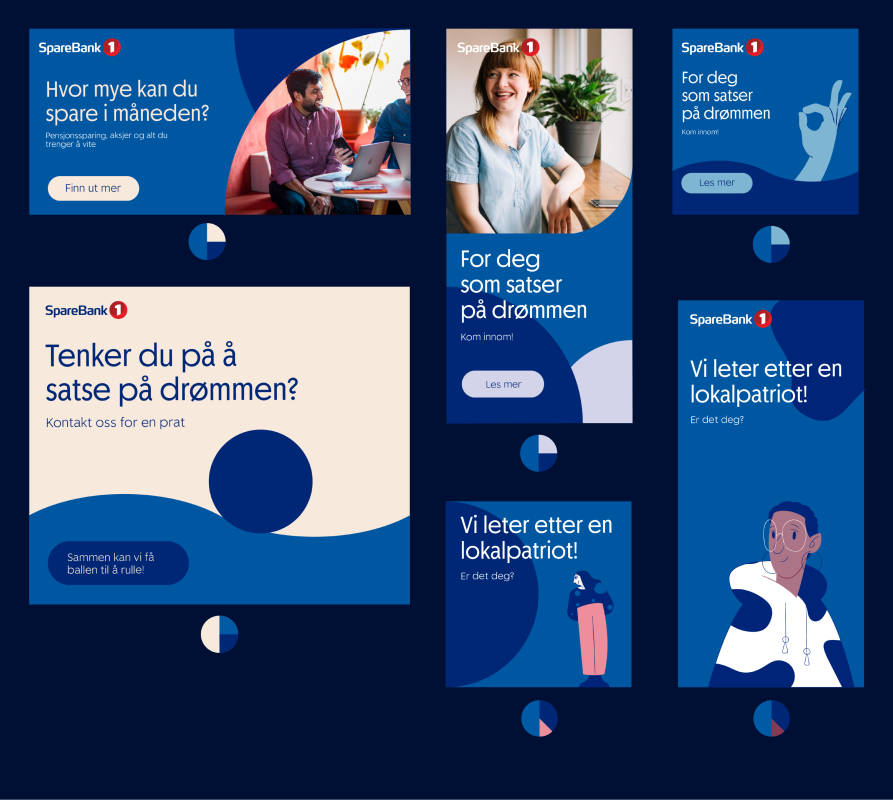 SpareBank 1
Hvor mye kan du
spare i måneden?
Pensjonssparing, aksjer og alt du
trenger å vite
Finn ut mer
SpareBank 1
For deg
som satser
på drømmen
Kom innom!
Les mer
SpareBank 1
For deg
som satser
på drømmen
Kom innom!
Les mer
SpareBank 1
Tenker du på å
satse på drømmen?
Kontakt oss for en prat
Sammen kan vi få
ballen til å rulle!
Vi leter etter en
lokalpatriot!
Er det deg?
SpareBank 1
Vi leter etter en
lokalpatriot!
Er det deg?